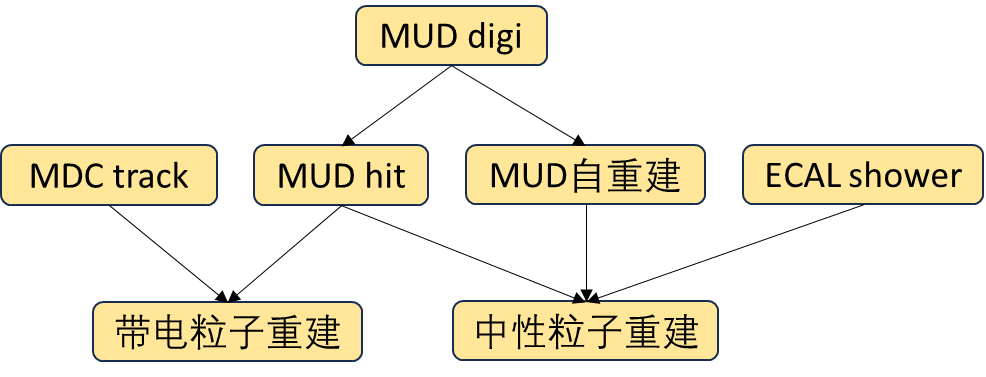 MUD digi
MDC track
MUD hit
MUD自重建
ECAL shower
带电粒子重建
中性粒子重建